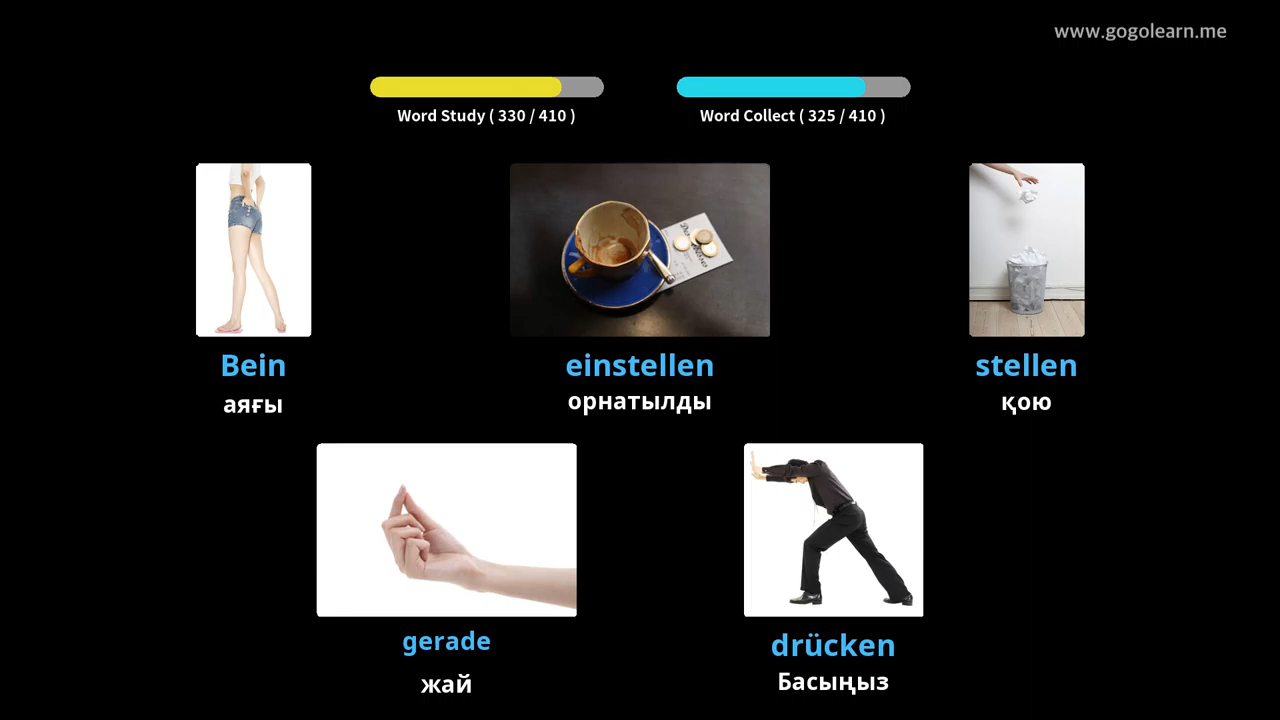 www.gogolearn.me
Word Study ( 330 / 410 )
Word Collect ( 325 / 410 )
Bein
аяғы
einstellen
орнатылды
stellen
қою
gerade
жай
drücken
Басыңыз